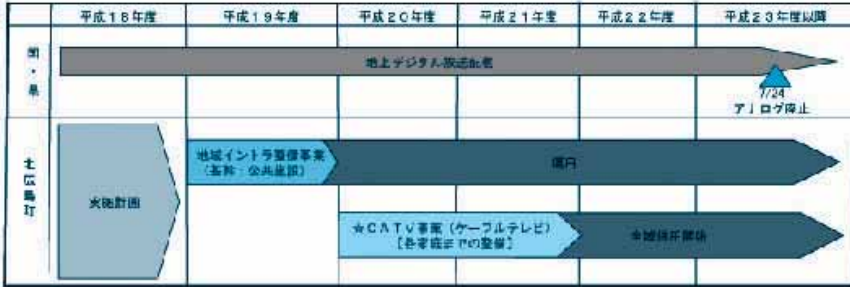 平成18年度 平成19年度 平成20年度 平成21年度 平成22年度 平成23年度以降
国・県
地上デジタル放送配信
7/24
アナログ停止
北広島町
実施計画
地域イントラ整備事業
(基幹：公共施設)
運用
☆CATV事業(ケーブルテレビ)
【各家庭までの整備】